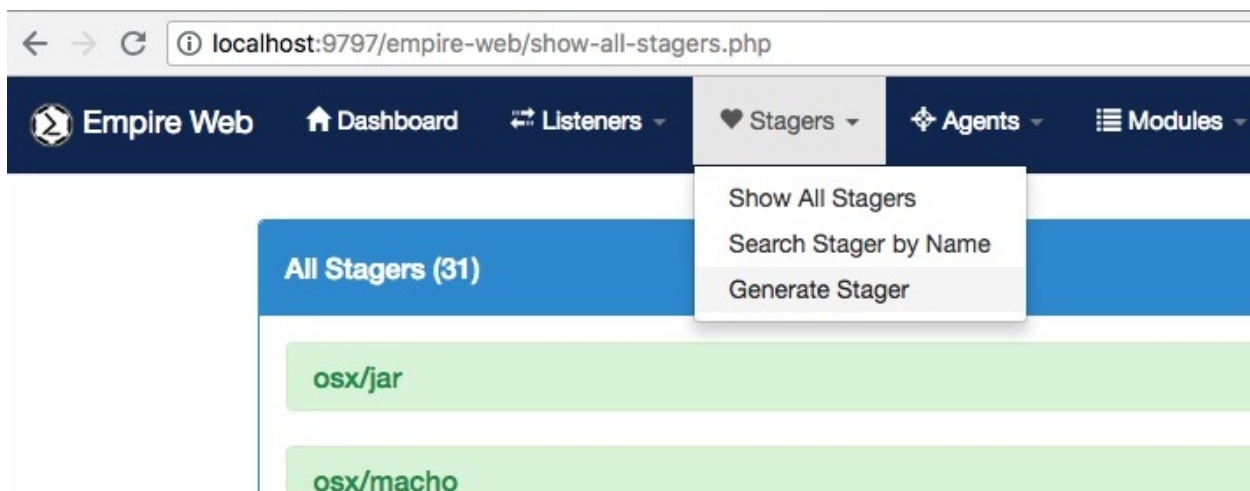 localhost:9797/empire-web/show-all-stagers.php
Empire Web Dashboard Listeners Stagers Agents Modules
Show All Stagers
Search Stager by Name
Generate Stager
All Stagers (31)
osx/jar
osx/macho